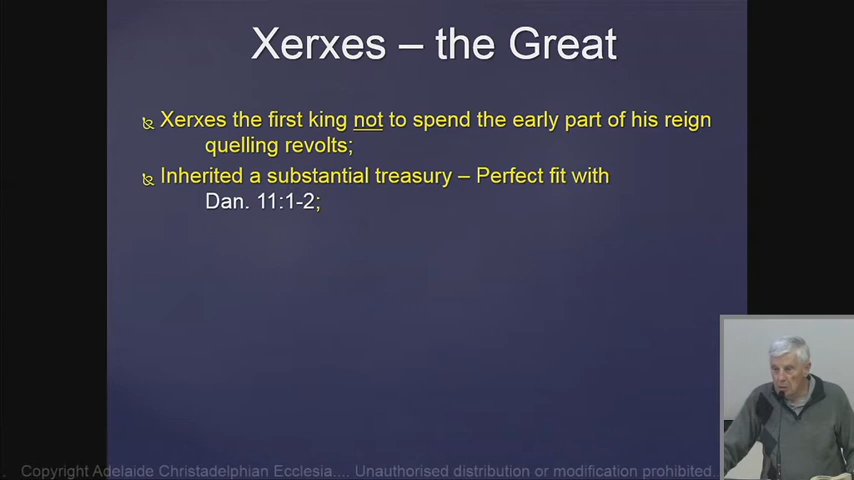 Xerxes – the Great
Xerxes the first king not to spend the early part of his reign
quelling revolts;
Inherited a substantial treasury – Perfect fit with
Dan. 11:1-2;
Copyright Adelaide Christadelphian Ecclesia.... Unauthorised distribution or modification prohibited...